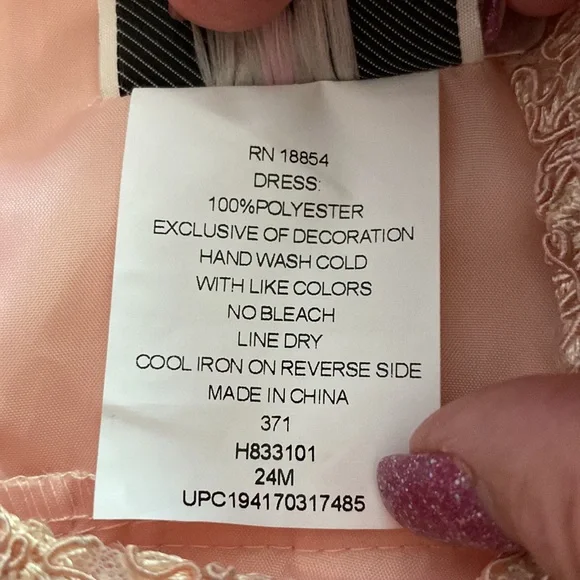 RN 18854
DRESS:
100%POLYESTER
EXCLUSIVE OF DECORATION
HAND WASH COLD
WITH LIKE COLORS
NO BLEACH
LINE DRY
COOL IRON ON REVERSE SIDE
MADE IN CHINA
371
H833101
24M
UPC194170317485